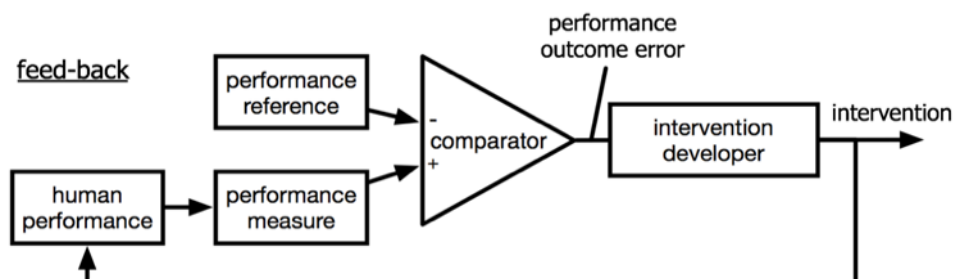 performance
outcome error
feed-back
performance
reference
-
comparator
+
intervention
developer
intervention
human
performance
performance
measure